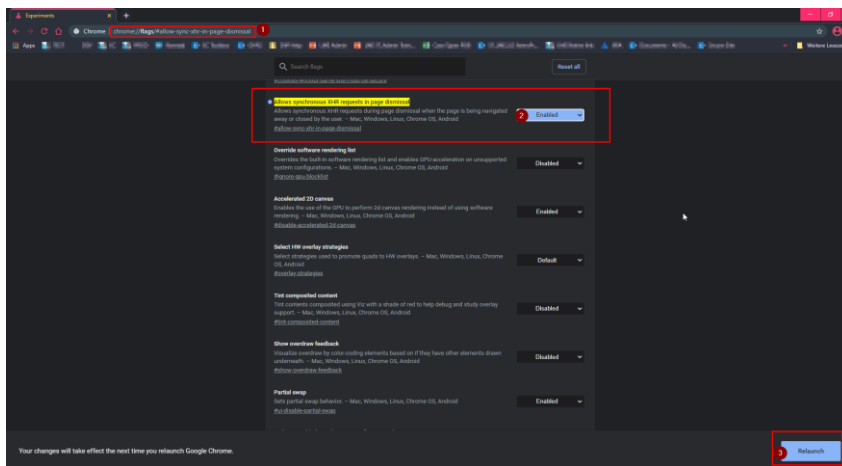 Experiments
Chrome | chrome://flags/#allow-sync-xhr-in-page-dismissal
1
Apps
Weitere Lesez
Search flags
Reset all
Allows synchronous XHR requests in page dismissal
Allows synchronous XHR requests during page dismissal when the page is being navigated
away or closed by the user. – Mac, Windows, Linux, Chrome OS, Android
#allow-sync-xhr-in-page-dismissal
2
Enabled
Override software rendering list
Overrides the built-in software rendering list and enables GPU-acceleration on unsupported
system configurations. – Mac, Windows, Linux, Chrome OS, Android
#ignore-gpu-blocklist
Disabled
Accelerated 2D canvas
Enables the use of the GPU to perform 2d canvas rendering instead of using software
rendering. – Mac, Windows, Linux, Chrome OS, Android
#disable-accelerated-2d-canvas
Enabled
Select HW overlay strategies
Select strategies used to promote quads to HW overlays. – Mac, Windows, Linux, Chrome
OS, Android
#overlay-strategies
Default
Tint composited content
Tint contents composited using Viz with a shade of red to help debug and study overlay
support. – Mac, Windows, Linux, Chrome OS, Android
#tint-composited-content
Disabled
Show overdraw feedback
Visualize overdraw by color-coding elements based on if they have other elements drawn
underneath. – Mac, Windows, Linux, Chrome OS, Android
#show-overdraw-feedback
Disabled
Partial swap
Sets partial swap behavior. – Mac, Windows, Linux, Chrome OS, Android
#ui-disable-partial-swap
Enabled
Your changes will take effect the next time you relaunch Google Chrome.
3
Relaunch